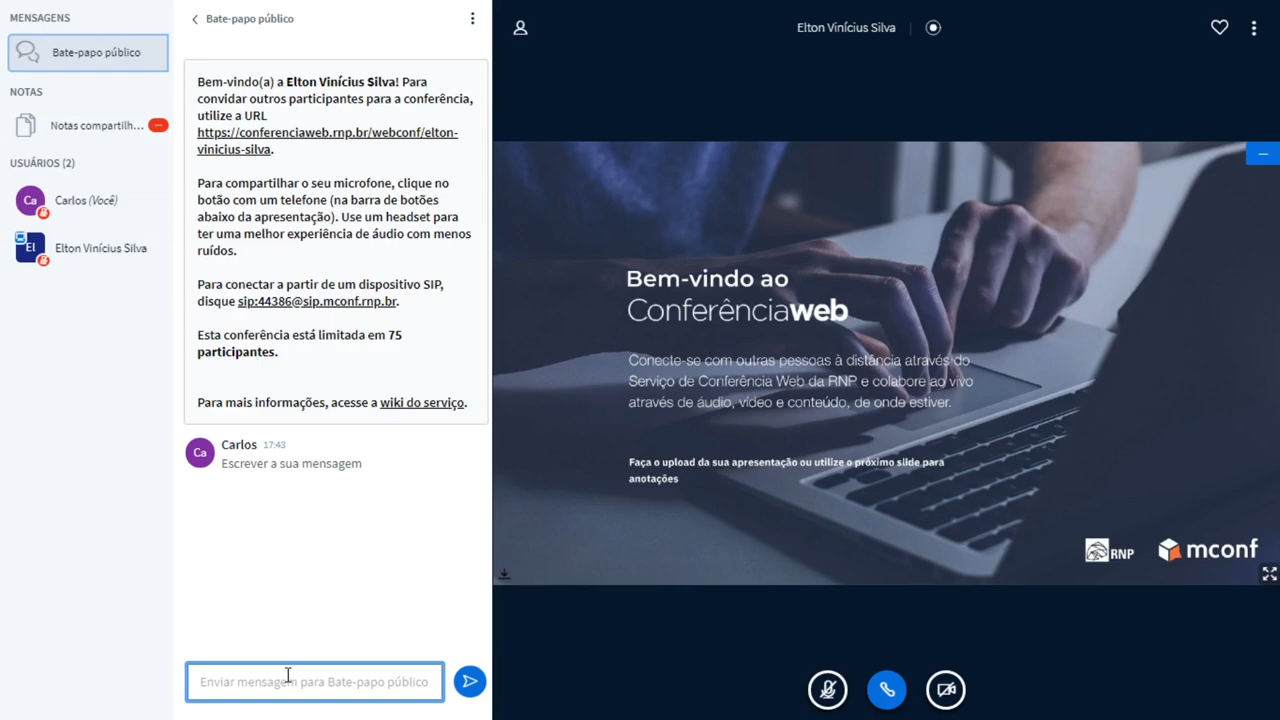 MENSAGENS
Bate-papo público
NOTAS
Notas compartilh...
USUÁRIOS (2)
Ca
Carlos (Você)
El
Elton Vinícius Silva
Bate-papo público
Bem-vindo(a) a Elton Vinícius Silva! Para
convidar outros participantes para a conferência,
utilize a URL
https://conferenciaweb.rnp.br/webconf/elton-
vinicius-silva.
Para compartilhar o seu microfone, clique no
botão com um telefone (na barra de botões
abaixo da apresentação). Use um headset para
ter uma melhor experiência de áudio com menos
ruídos.
Para conectar a partir de um dispositivo SIP,
disque sip:44386@sip.mconf.rnp.br.
Esta conferência está limitada em 75
participantes.
Para mais informações, acesse a wiki do serviço.
Ca
Carlos 17:43
Escrever a sua mensagem
Enviar mensagem para Bate-papo público
Elton Vinícius Silva
Bem-vindo ao
Conferênciaweb
Conecte-se com outras pessoas à distância através do
Serviço de Conferência Web da RNP e colabore ao vivo
através de áudio, vídeo e conteúdo, de onde estiver.
Faça o upload da sua apresentação ou utilize o próximo slide para
anotações
RNP
mconf